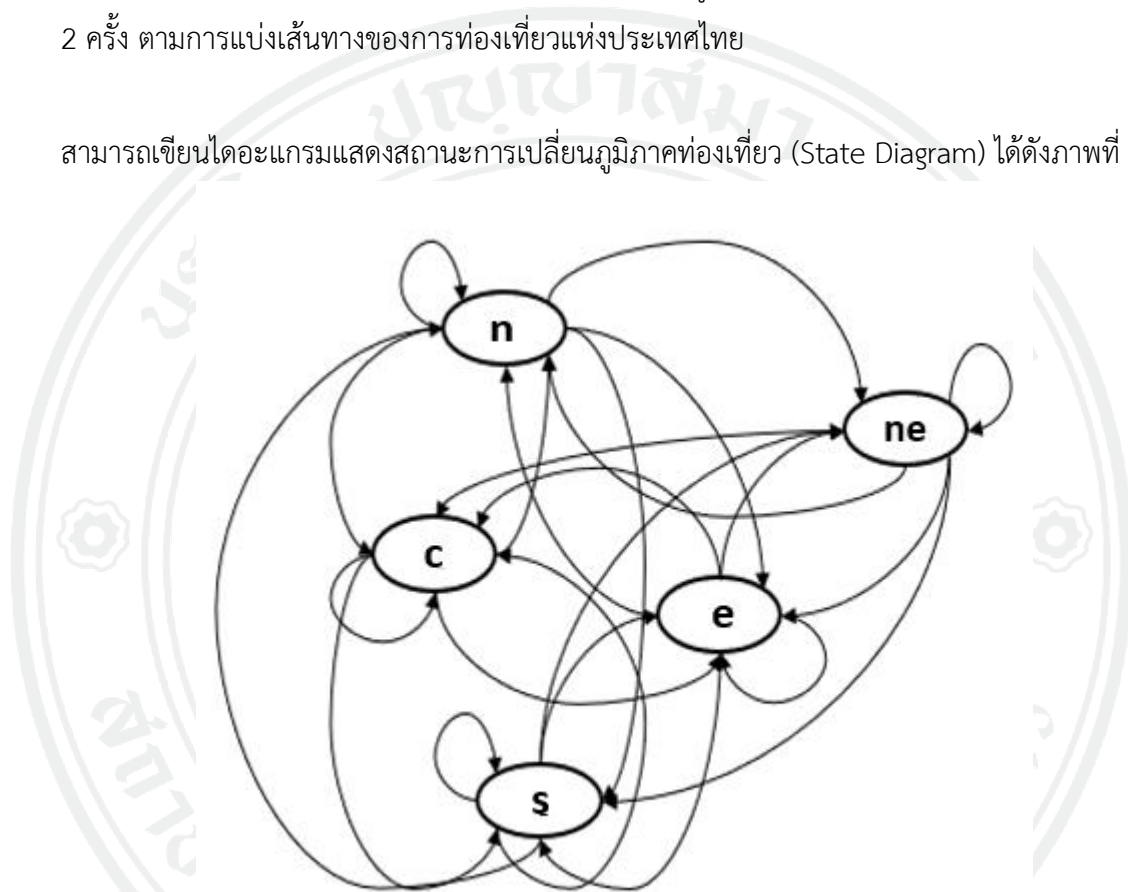 2 ครั้ง ตามการแบ่งเส้นทางของการท่องเที่ยวแห่งประเทศไทย
สามารถเขียนไดอะแกรมแสดงสถานะการเปลี่ยนภูมิภาคท่องเที่ยว (State Diagram) ได้ดังภาพที่
n
ne
c
e
s